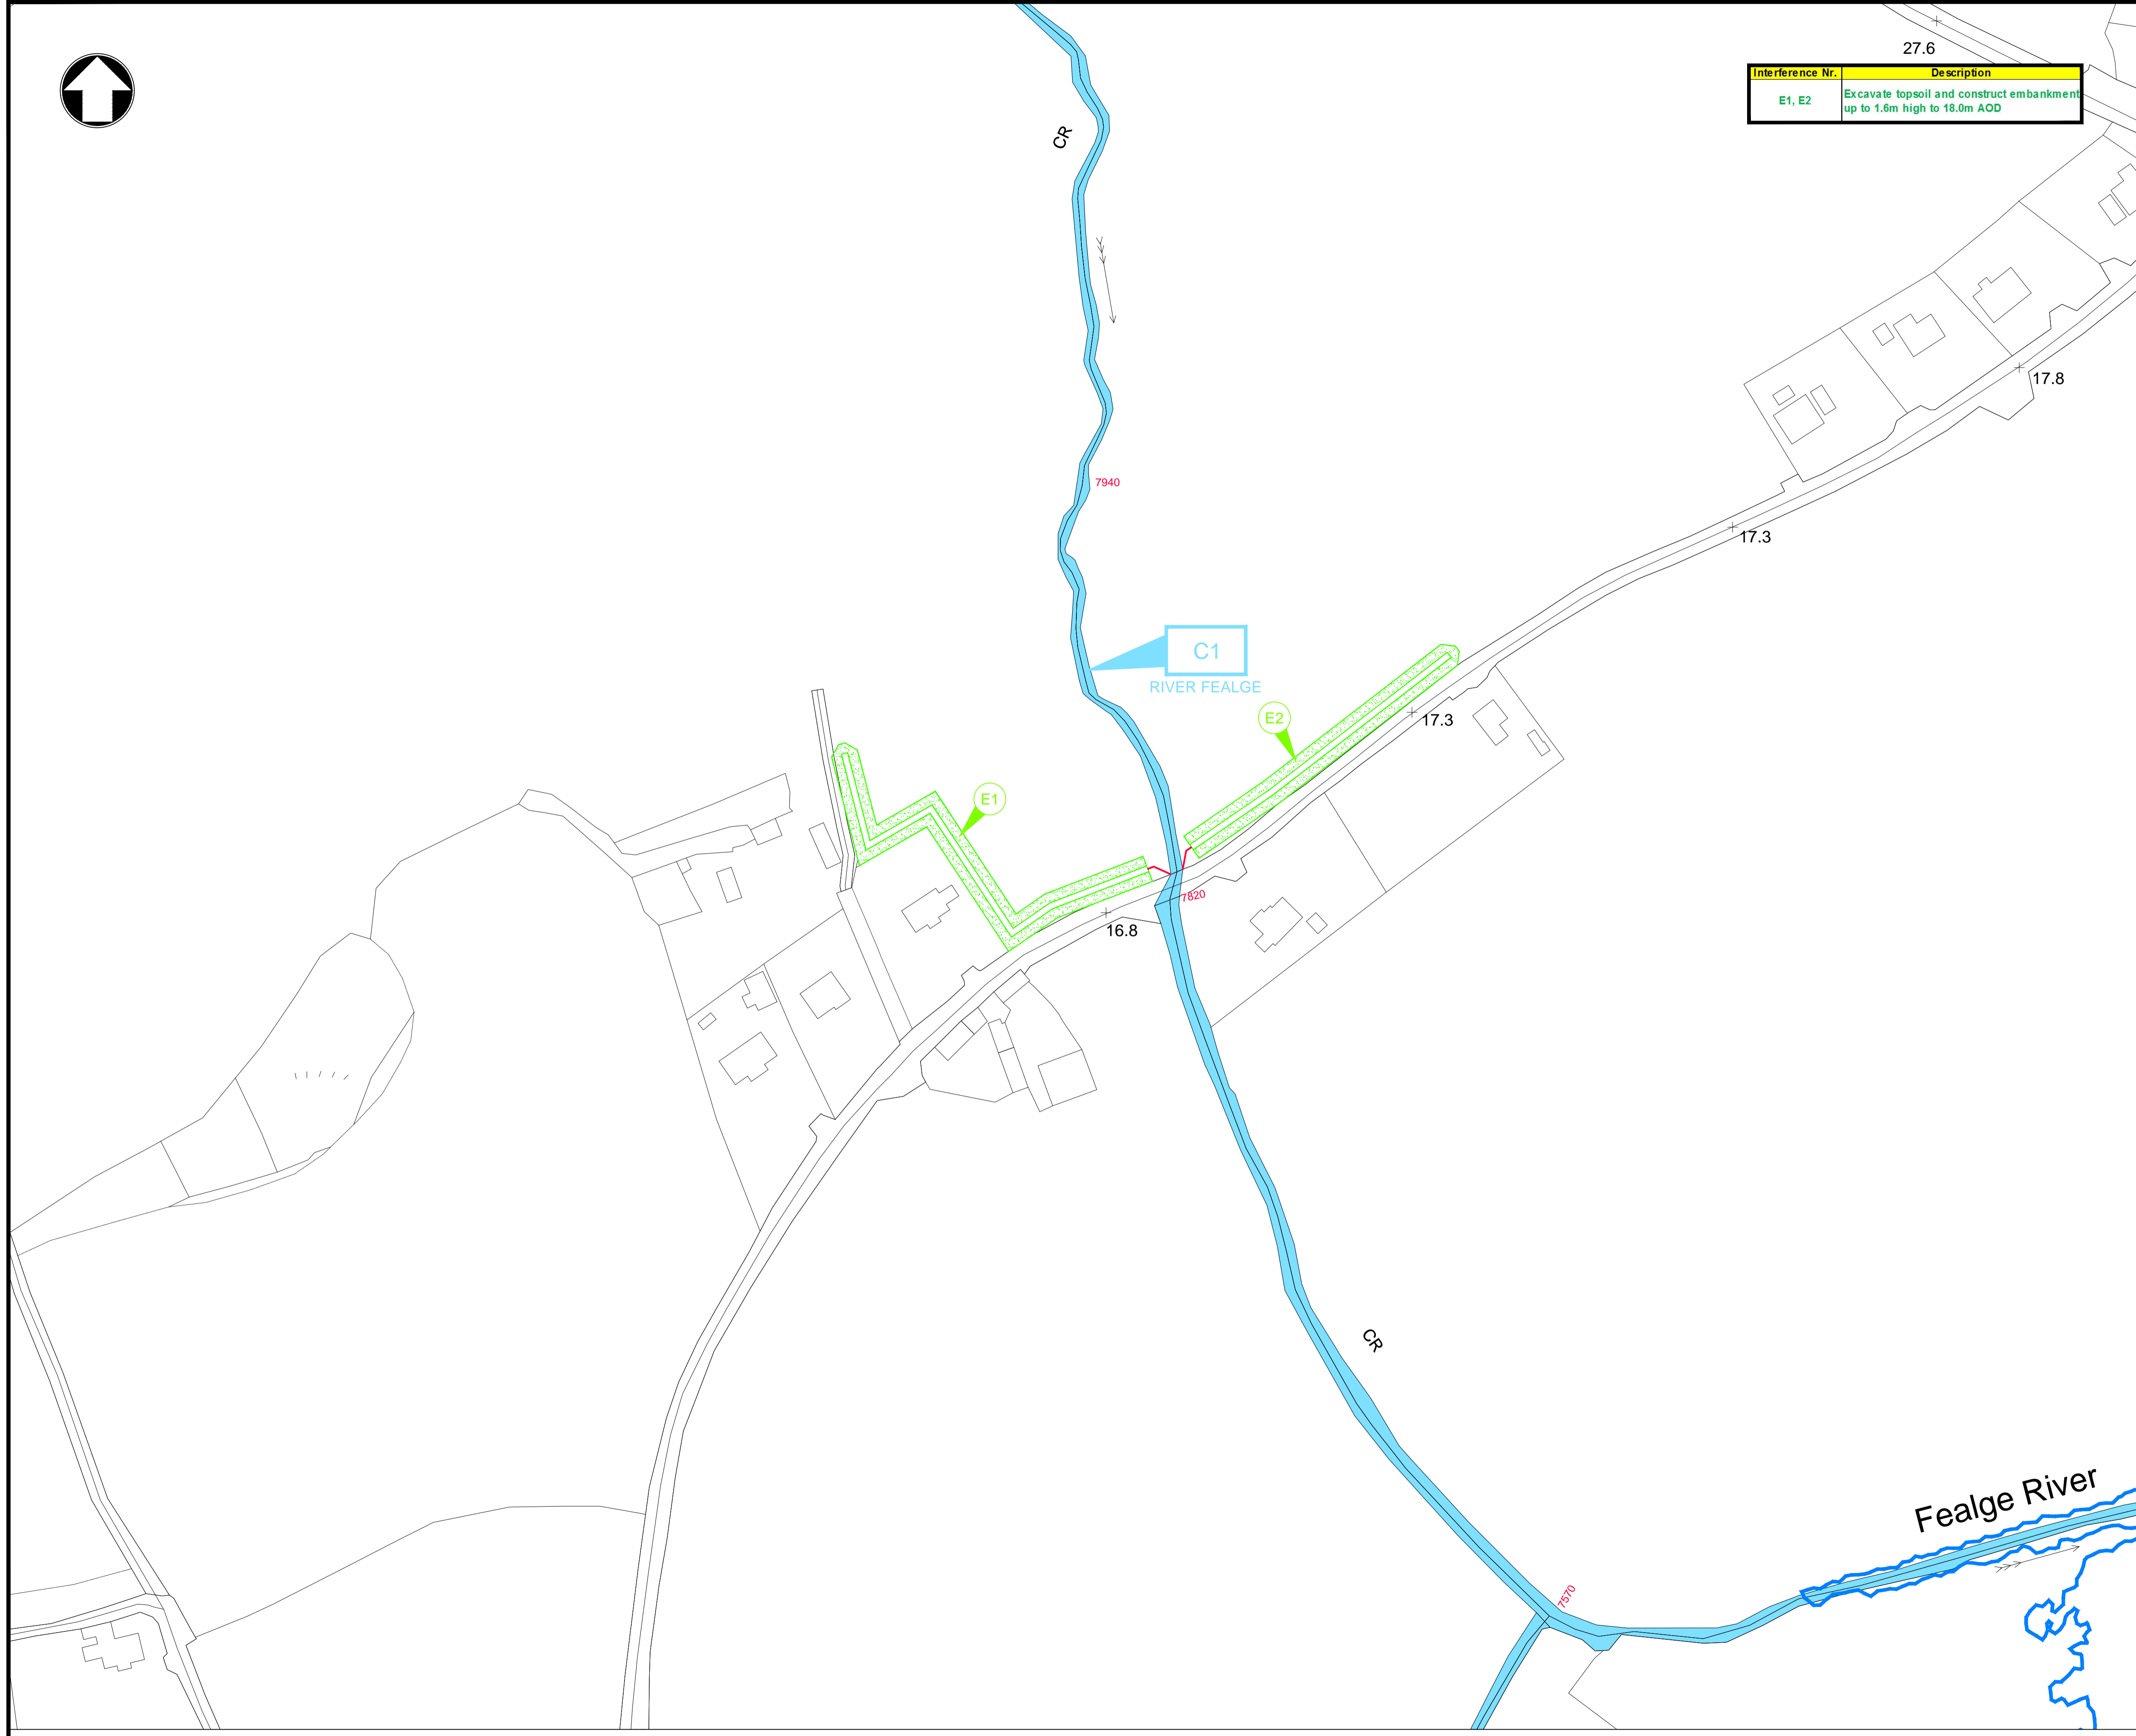 27.6
Interference Nr. Description
E1, E2 Excavate topsoil and construct embankment
up to 1.6m high to 18.0m AOD
CR
17.8
7940
17.3
C1
RIVER FEALGE
E2
17.3
E1
7820
16.8
CR
Fealge River
7570